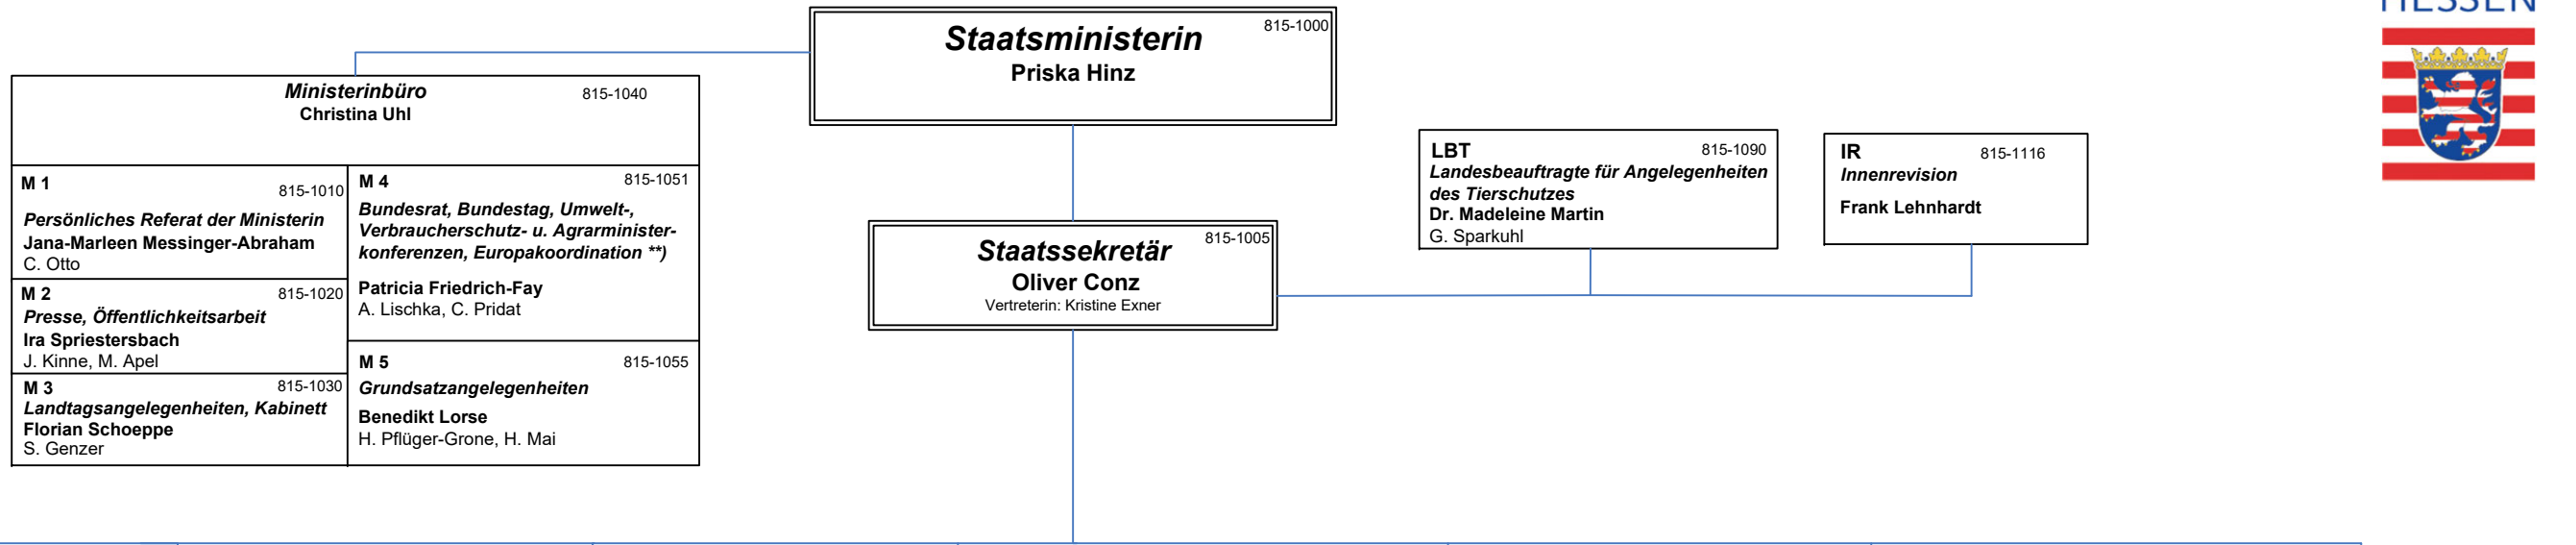 HESSEN
Staatsministerin
815-1000
Priska Hinz
Ministerinbüro
815-1040
Christina Uhl
M 1
815-1010
Persönliches Referat der Ministerin
Jana-Marleen Messinger-Abraham
C. Otto
M 2
815-1020
Presse, Öffentlichkeitsarbeit
Ira Spriestersbach
J. Kinne, M. Apel
M 3
815-1030
Landtagsangelegenheiten, Kabinett
Florian Schoeppe
S. Genzer
M 4
815-1051
Bundesrat, Bundestag, Umwelt-,
Verbraucherschutz- u. Agrarminister-
konferenzen, Europakoordination **)
Patricia Friedrich-Fay
A. Lischka, C. Pridat
M 5
815-1055
Grundsatzangelegenheiten
Benedikt Lorse
H. Pflüger-Grone, H. Mai
Staatssekretär
815-1005
Oliver Conz
Vertreterin: Kristine Exner
LBT
815-1090
Landesbeauftragte für Angelegenheiten
des Tierschutzes
Dr. Madeleine Martin
G. Sparkuhl
IR
815-1116
Innenrevision
Frank Lehnhardt